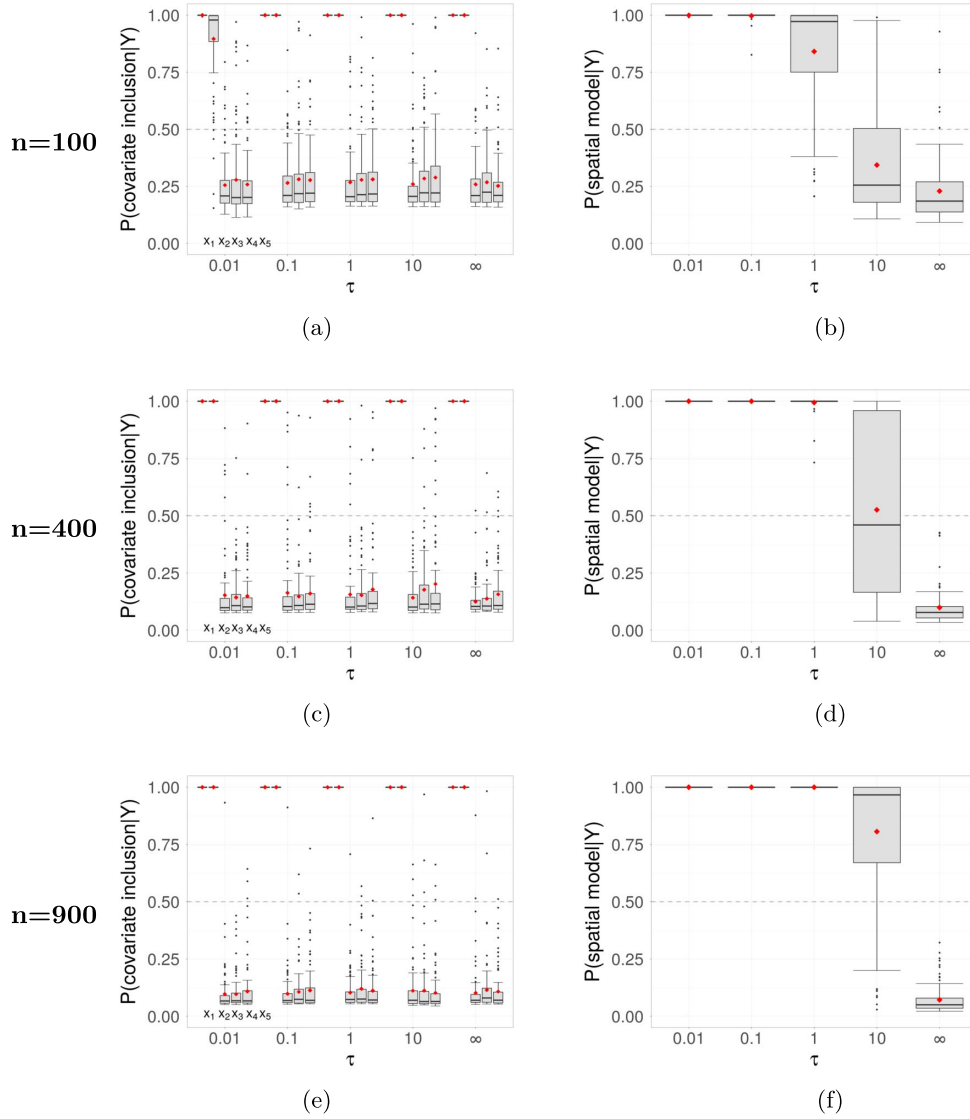 n=100
P(covariate inclusion|Y)
1.00
0.75
0.50
0.25
0.00
x1 x2 x3 x4 x5
0.01 0.1 1 10 ∞
τ
(a)
P(spatial model|Y)
1.00
0.75
0.50
0.25
0.00
0.01 0.1 1 10 ∞
τ
(b)
n=400
P(covariate inclusion|Y)
1.00
0.75
0.50
0.25
0.00
x1 x2 x3 x4 x5
0.01 0.1 1 10 ∞
τ
(c)
P(spatial model|Y)
1.00
0.75
0.50
0.25
0.00
0.01 0.1 1 10 ∞
τ
(d)
n=900
P(covariate inclusion|Y)
1.00
0.75
0.50
0.25
0.00
x1 x2 x3 x4 x5
0.01 0.1 1 10 ∞
τ
(e)
P(spatial model|Y)
1.00
0.75
0.50
0.25
0.00
0.01 0.1 1 10 ∞
τ
(f)